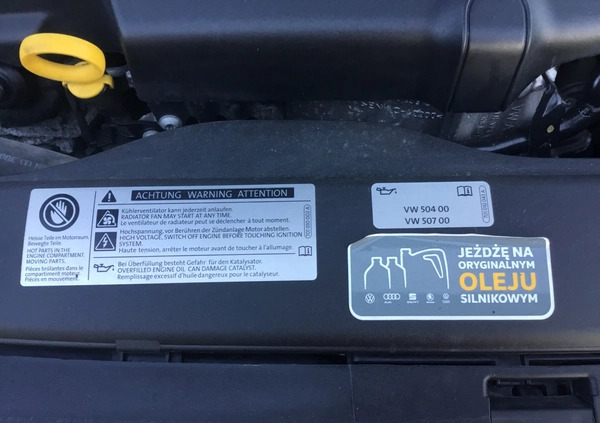 ACHTUNG WARNING ATTENTION
Heisse Teile im Motorraum.
Bewegte Teile.
HOT PARTS IN THE
ENGINE COMPARTMENT.
MOVING PARTS.
Pièces brûlantes dans le
compartiment moteur.
Pièces en mouvement.
Kühlerventilator kann jederzeit anlaufen.
RADIATOR FAN MAY START AT ANY TIME.
Le ventilateur de radiateur peut se déclencher à tout moment.
Hochspannung, vor Berühren der Zündanlage Motor abstellen.
HIGH VOLTAGE, SWITCH OFF ENGINE BEFORE TOUCHING IGNITION
SYSTEM.
Haute tension, arrêter le moteur avant de toucher à l'allumage.
Bei Überfüllung besteht Gefahr für den Katalysator.
OVERFILLED ENGINE OIL CAN DAMAGE CATALYST.
Remplissage excessif d'huile dangereux pour le catalyseur.
VW 504 00
VW 507 00
JEŻDŻĘ NA
ORYGINALNYM
OLEJU
SILNIKOWYM